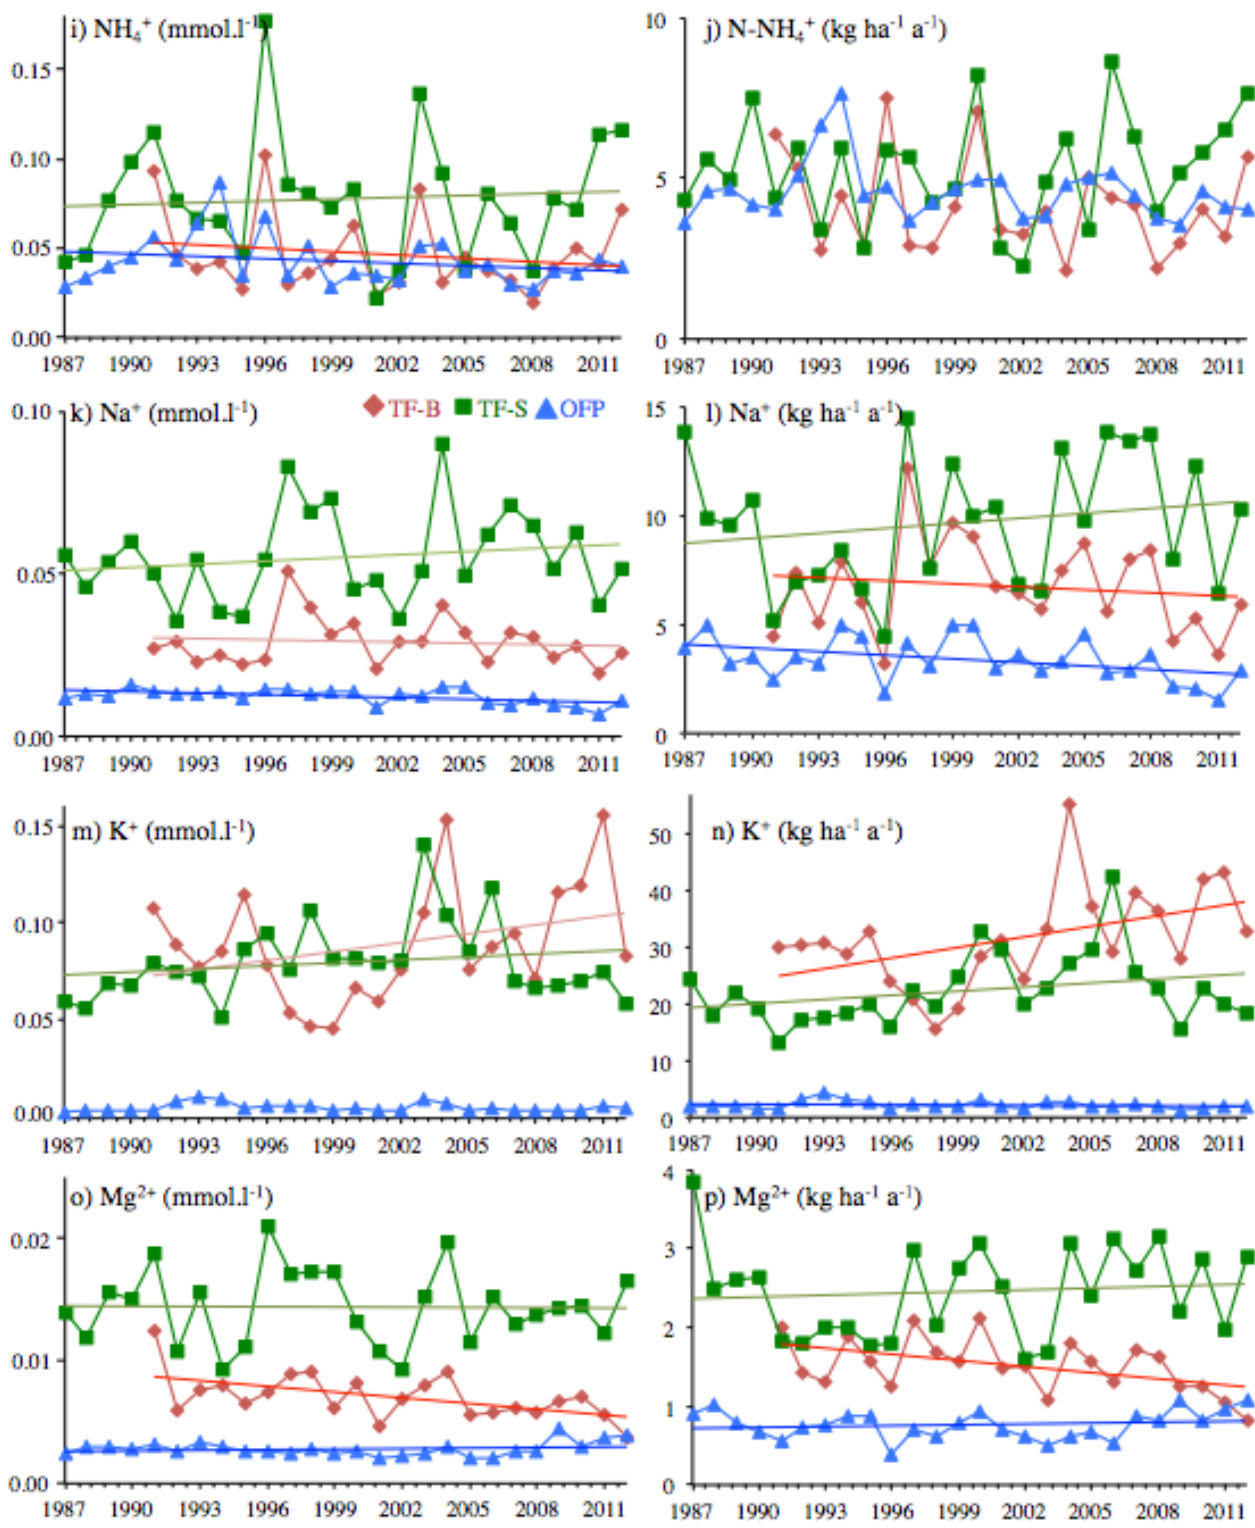 i) NH₄⁺ (mmol.l⁻¹)
0.15
0.10
0.05
0.00
1987 1990 1993 1996 1999 2002 2005 2008 2011
j) N-NH₄⁺ (kg ha⁻¹ a⁻¹)
10
5
0
1987 1990 1993 1996 1999 2002 2005 2008 2011
k) Na⁺ (mmol.l⁻¹)
TF-B TF-S OFP
0.10
0.05
0.00
1987 1990 1993 1996 1999 2002 2005 2008 2011
l) Na⁺ (kg ha⁻¹ a⁻¹)
15
10
5
0
1987 1990 1993 1996 1999 2002 2005 2008 2011
m) K⁺ (mmol.l⁻¹)
0.15
0.10
0.05
0.00
1987 1990 1993 1996 1999 2002 2005 2008 2011
n) K⁺ (kg ha⁻¹ a⁻¹)
50
40
30
20
10
0
1987 1990 1993 1996 1999 2002 2005 2008 2011
o) Mg²⁺ (mmol.l⁻¹)
0.02
0.01
0.00
1987 1990 1993 1996 1999 2002 2005 2008 2011
p) Mg²⁺ (kg ha⁻¹ a⁻¹)
4
3
2
1
0
1987 1990 1993 1996 1999 2002 2005 2008 2011